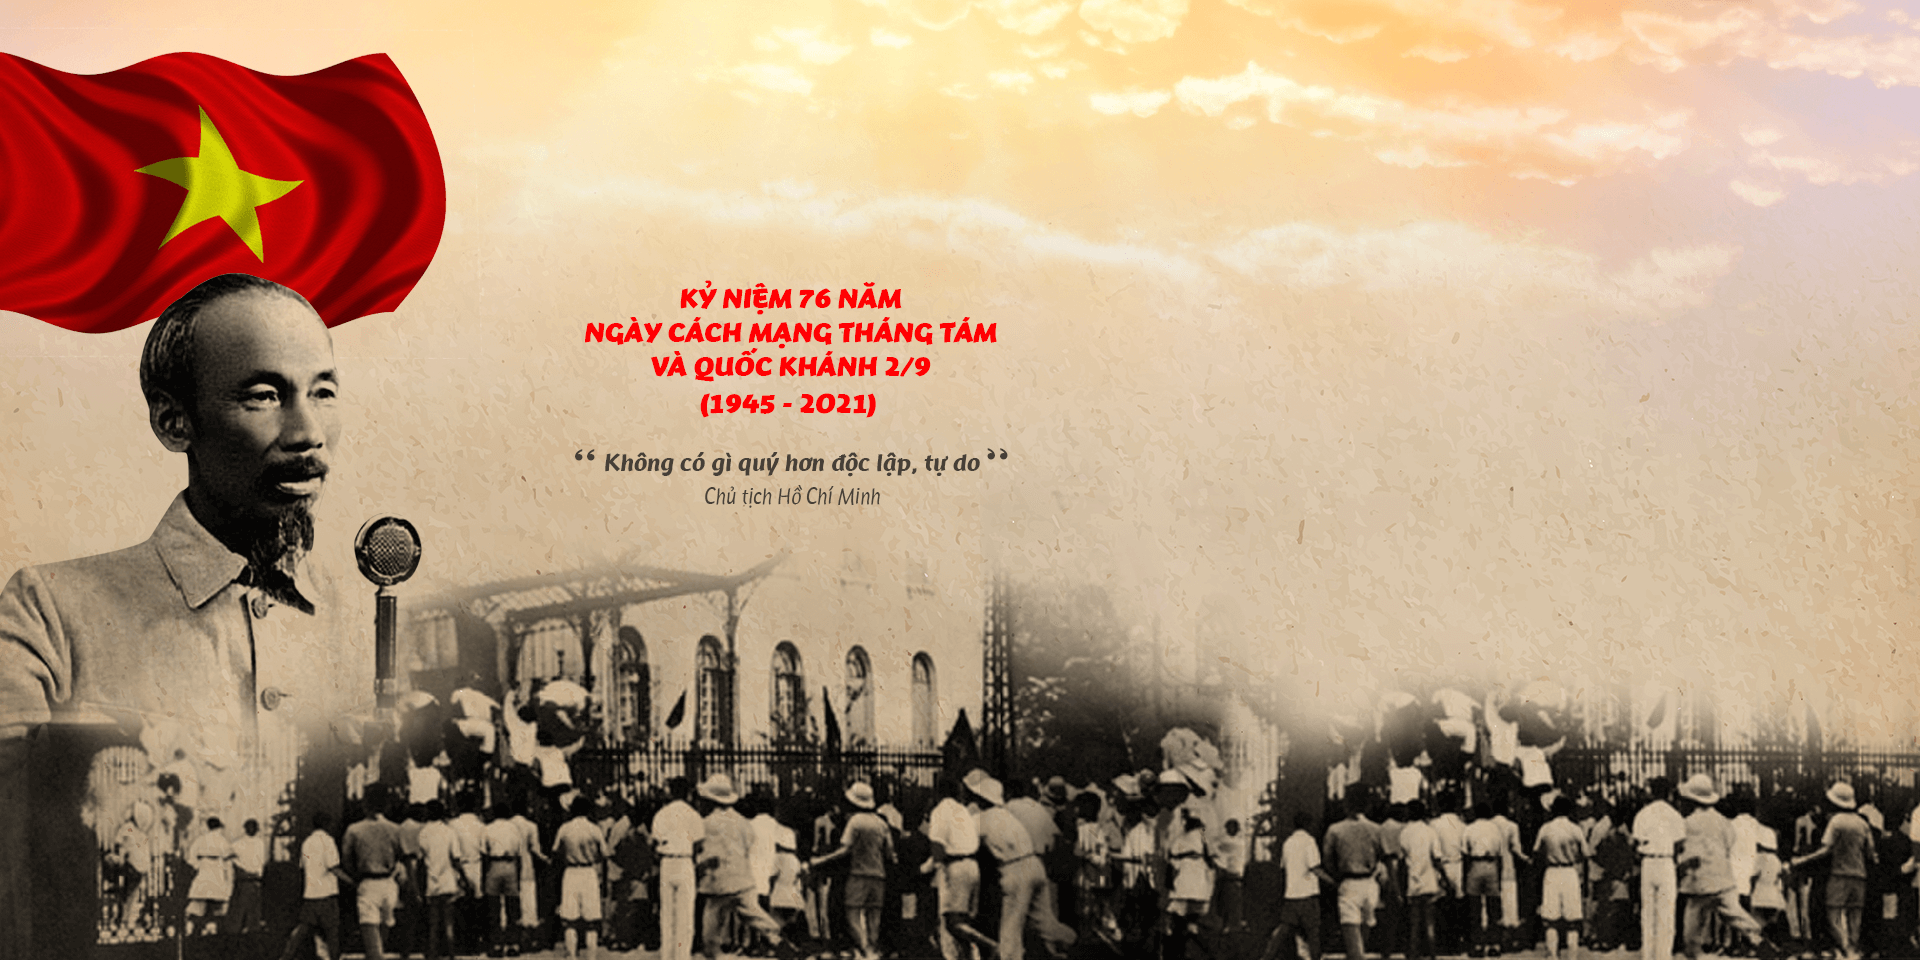 KỶ NIỆM 76 NĂM
NGÀY CÁCH MẠNG THÁNG TÁM
VÀ QUỐC KHÁNH 2/9
(1945 - 2021)
“ Không có gì quý hơn độc lập, tự do ”
Chủ tịch Hồ Chí Minh